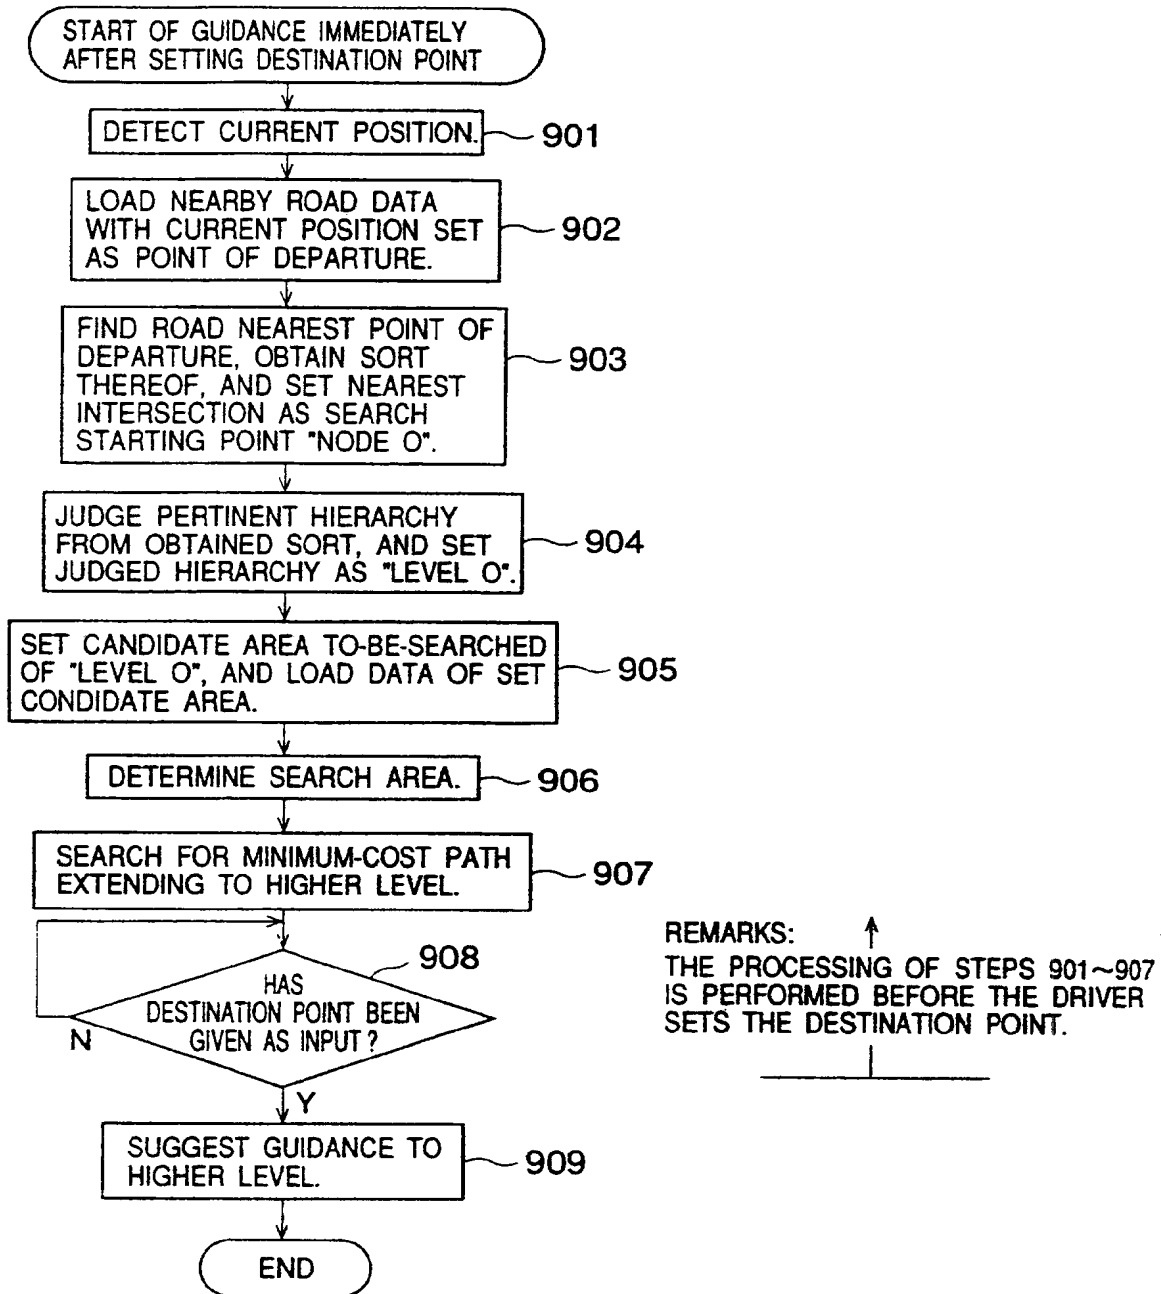 START OF GUIDANCE IMMEDIATELY
AFTER SETTING DESTINATION POINT
DETECT CURRENT POSITION.
901
LOAD NEARBY ROAD DATA
WITH CURRENT POSITION SET
AS POINT OF DEPARTURE.
902
FIND ROAD NEAREST POINT OF
DEPARTURE, OBTAIN SORT
THEREOF, AND SET NEAREST
INTERSECTION AS SEARCH
STARTING POINT "NODE O".
903
JUDGE PERTINENT HIERARCHY
FROM OBTAINED SORT, AND SET
JUDGED HIERARCHY AS "LEVEL O".
904
SET CANDIDATE AREA TO-BE-SEARCHED
OF "LEVEL O", AND LOAD DATA OF SET
CONDIDATE AREA.
905
DETERMINE SEARCH AREA.
906
SEARCH FOR MINIMUM-COST PATH
EXTENDING TO HIGHER LEVEL.
907
908
HAS
DESTINATION POINT BEEN
GIVEN AS INPUT?
N
Y
REMARKS:
THE PROCESSING OF STEPS 901~907
IS PERFORMED BEFORE THE DRIVER
SETS THE DESTINATION POINT.
SUGGEST GUIDANCE TO
HIGHER LEVEL.
909
END